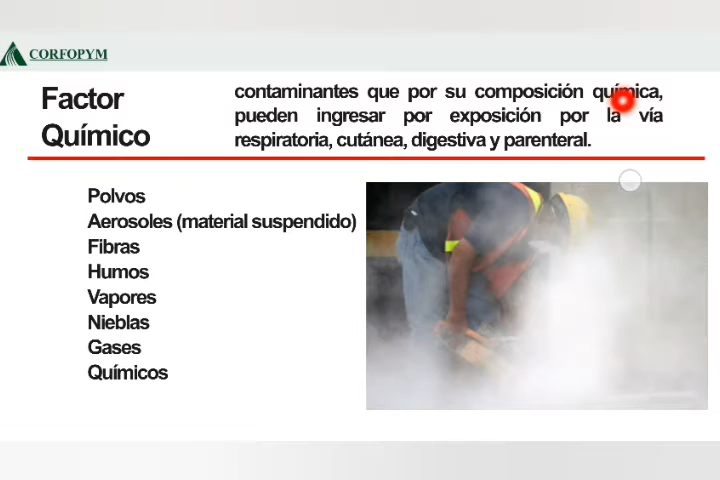 CORFOPYM
Factor
Químico
contaminantes que por su composición química,
pueden ingresar por exposición por la vía
respiratoria, cutánea, digestiva y parenteral.
Polvos
Aerosoles (material suspendido)
Fibras
Humos
Vapores
Nieblas
Gases
Químicos